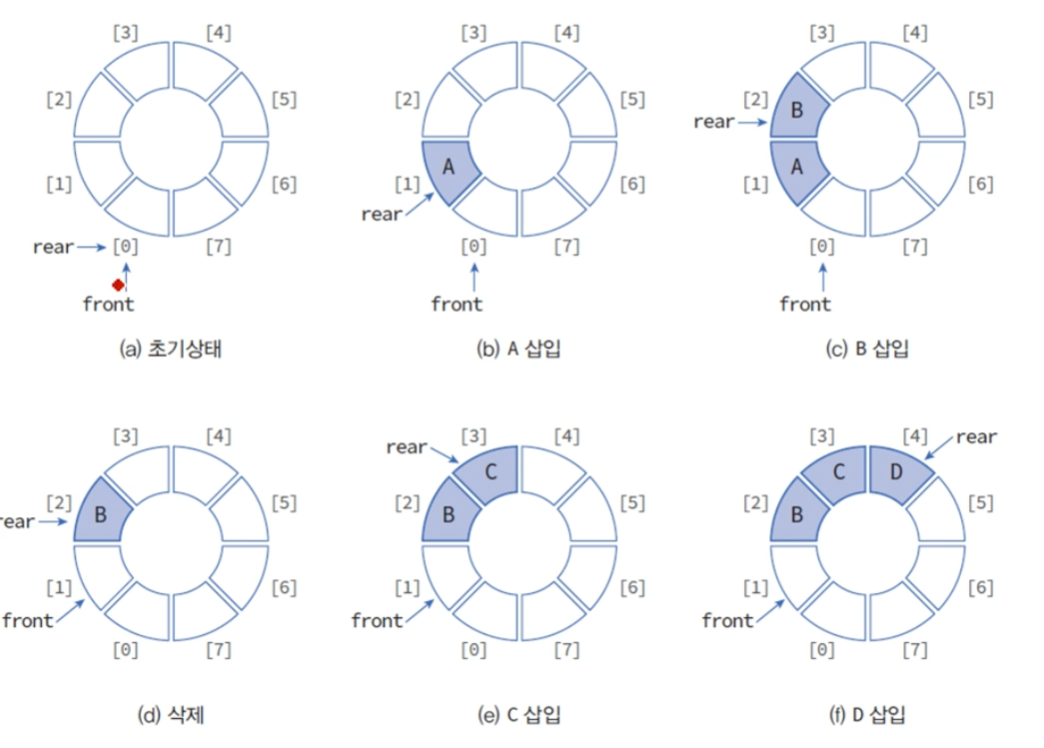 [3] [4]
[2] [5]
[1] [6]
rear [0] [7]
front
(a) 초기상태
[3] [4]
[2] [5]
A
[1] [6]
rear
[0] [7]
front
(b) A 삽입
[3] [4]
[2] B [5]
rear
A
[1] [6]
[0] [7]
front
(c) B 삽입
[3] [4]
[2] [5]
B
rear
[1] [6]
front
[0] [7]
(d) 삭제
rear [3] [4]
C
[2] [5]
B
[1] [6]
front
[0] [7]
(e) C 삽입
[3] [4] rear
C D
[2] [5]
B
[1] [6]
front
[0] [7]
(f) D 삽입